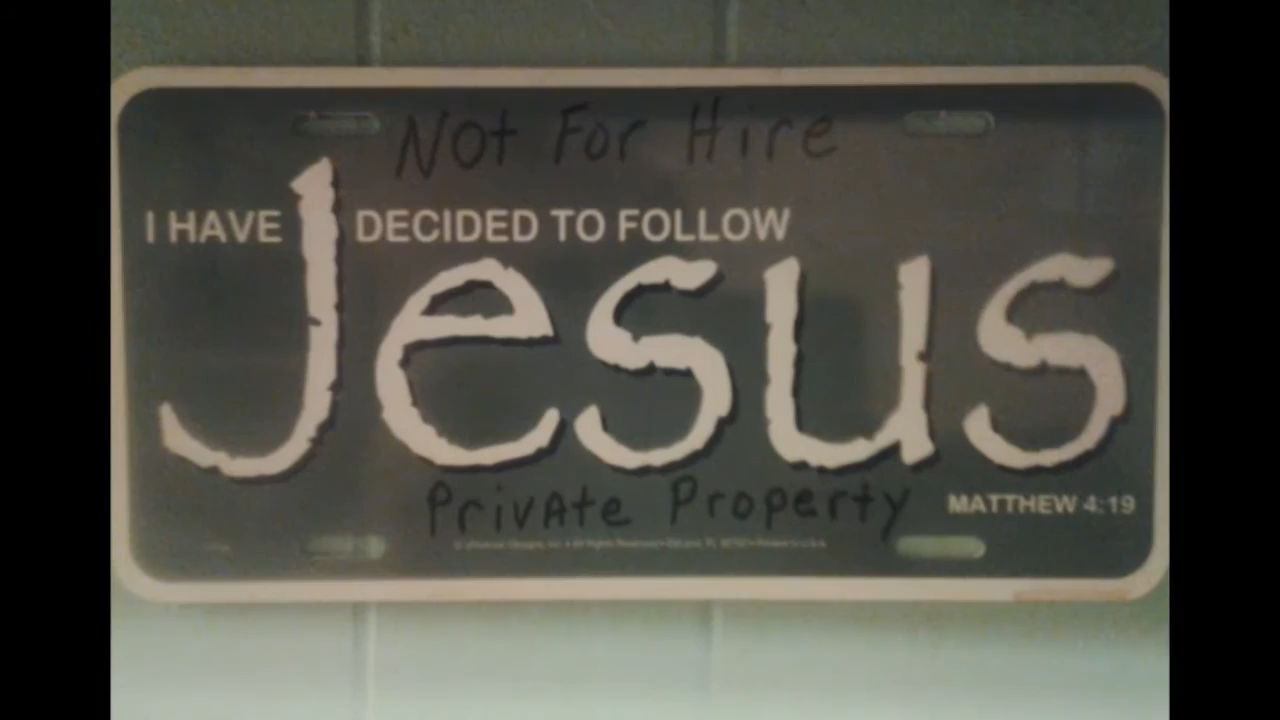 Not For Hire
I HAVE DECIDED TO FOLLOW
Jesus
PrivAte Property
MATTHEW 4:19